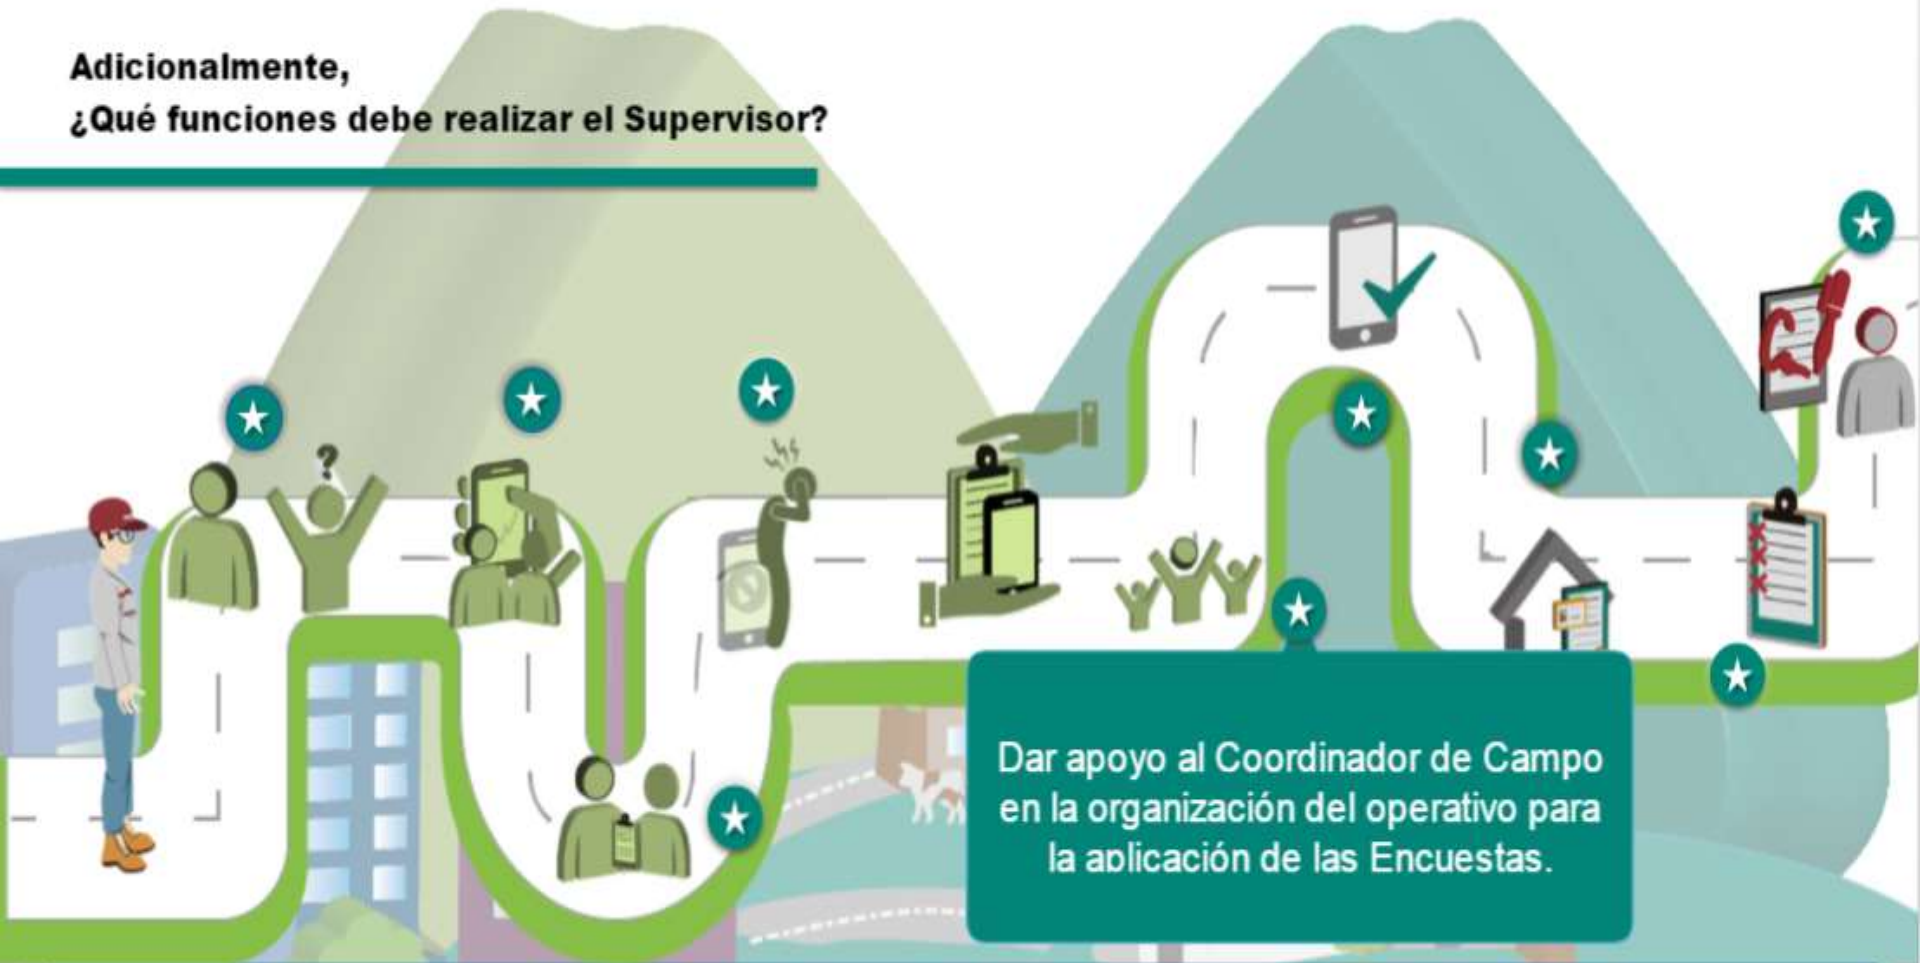 Adicionalmente,
¿Qué funciones debe realizar el Supervisor?
?
Dar apoyo al Coordinador de Campo
en la organización del operativo para
la aplicación de las Encuestas.